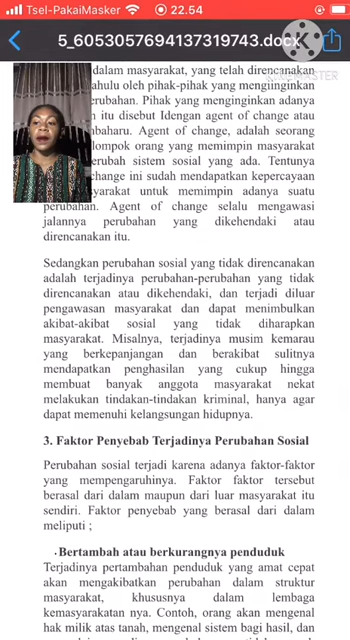 Tsel-PakaiMasker
22.54
5_6053057694137319743.docx
MASTER
dalam masyarakat, yang telah direncanakan
ahulu oleh pihak-pihak yang mengiinginkan
erubahan. Pihak yang menginginkan adanya
itu disebut Idengan agent of change atau
mbaharu. Agent of change, adalah seorang
lompok orang yang memimpin masyarakat
erubah sistem sosial yang ada. Tentunya
change ini sudah mendapatkan kepercayaan
syarakat untuk memimpin adanya suatu
perubahan. Agent of change selalu mengawasi
jalannya perubahan yang dikehendaki atau
direncanakan itu.
Sedangkan perubahan sosial yang tidak direncanakan
adalah terjadinya perubahan-perubahan yang tidak
direncanakan atau dikehendaki, dan terjadi diluar
pengawasan masyarakat dan dapat menimbulkan
akibat-akibat sosial yang tidak diharapkan
masyarakat. Misalnya, terjadinya musim kemarau
yang berkepanjangan dan berakibat sulitnya
mendapatkan penghasilan yang cukup hingga
membuat banyak anggota masyarakat nekat
melakukan tindakan-tindakan kriminal, hanya agar
dapat memenuhi kelangsungan hidupnya.
3. Faktor Penyebab Terjadinya Perubahan Sosial
Perubahan sosial terjadi karena adanya faktor-faktor
yang mempengaruhinya. Faktor faktor tersebut
berasal dari dalam maupun dari luar masyarakat itu
sendiri. Faktor penyebab yang berasal dari dalam
meliputi ;
· Bertambah atau berkurangnya penduduk
Terjadinya pertambahan penduduk yang amat cepat
akan mengakibatkan perubahan dalam struktur
masyarakat, khususnya dalam lembaga
kemasyarakatan nya. Contoh, orang akan mengenal
hak milik atas tanah, mengenal sistem bagi hasil, dan